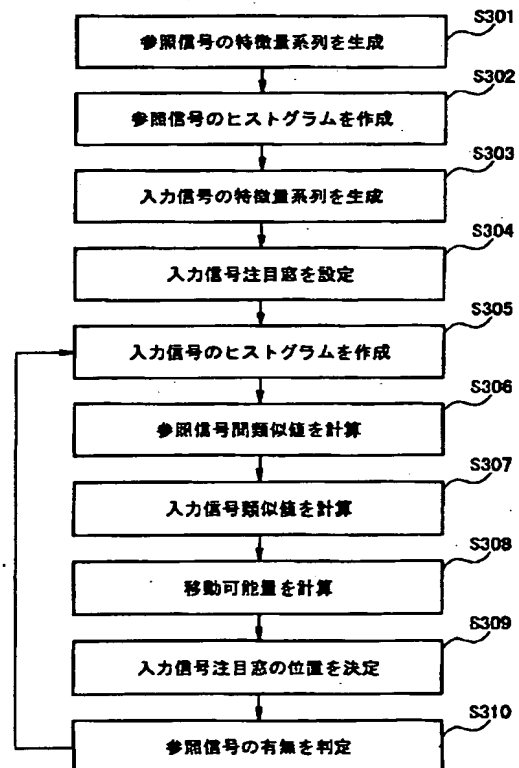 S301
参照信号の特徴量系列を生成
S302
参照信号のヒストグラムを作成
S303
入力信号の特徴量系列を生成
S304
入力信号注目窓を設定
S305
入力信号のヒストグラムを作成
S306
参照信号間類似値を計算
S307
入力信号類似値を計算
S308
移動可能量を計算
S309
入力信号注目窓の位置を決定
S310
参照信号の有無を判定